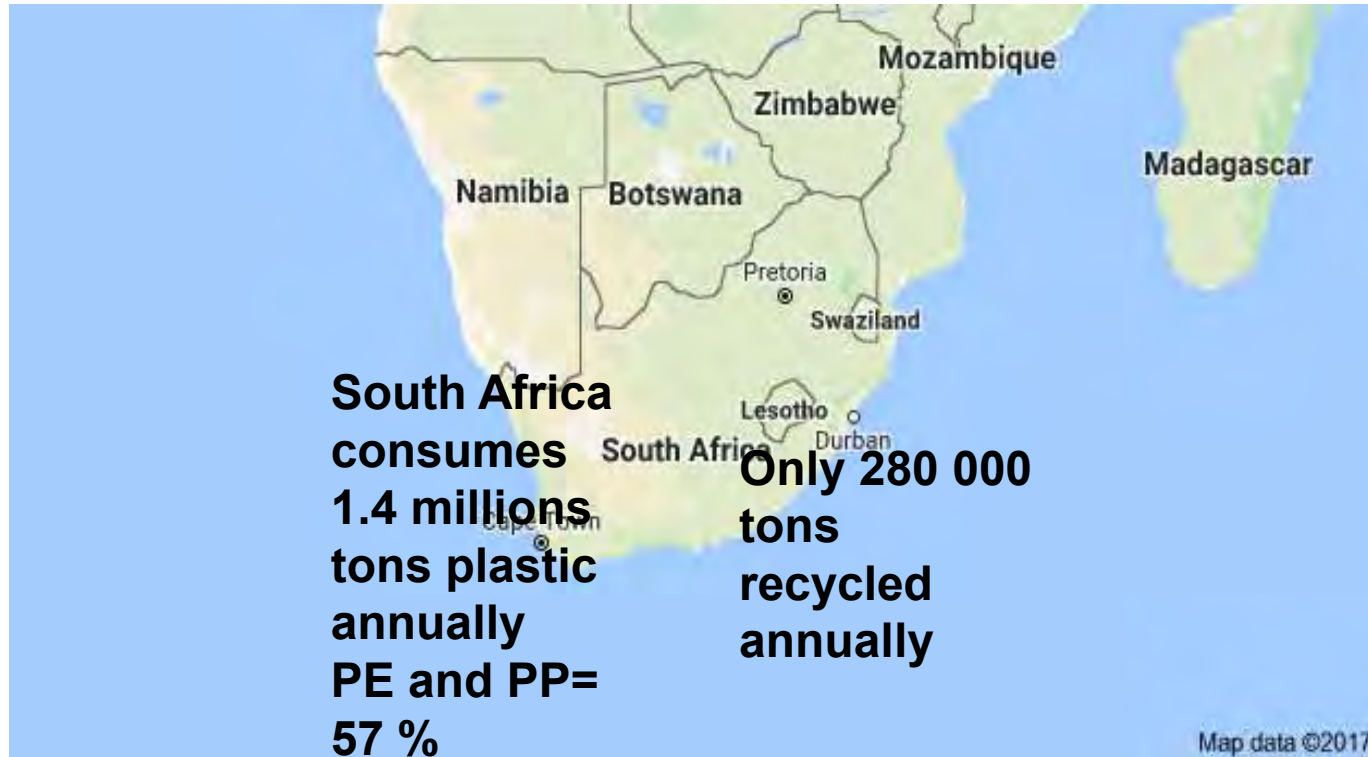 Mozambique
Zimbabwe
Madagascar
Namibia
Botswana
Pretoria
Swaziland
South Africa
consumes
1.4 millions
tons plastic
annually
PE and PP=
57 %
Lesotho
Durban
South Africa
Cape Town
Only 280 000
tons
recycled
annually
Map data ©2017